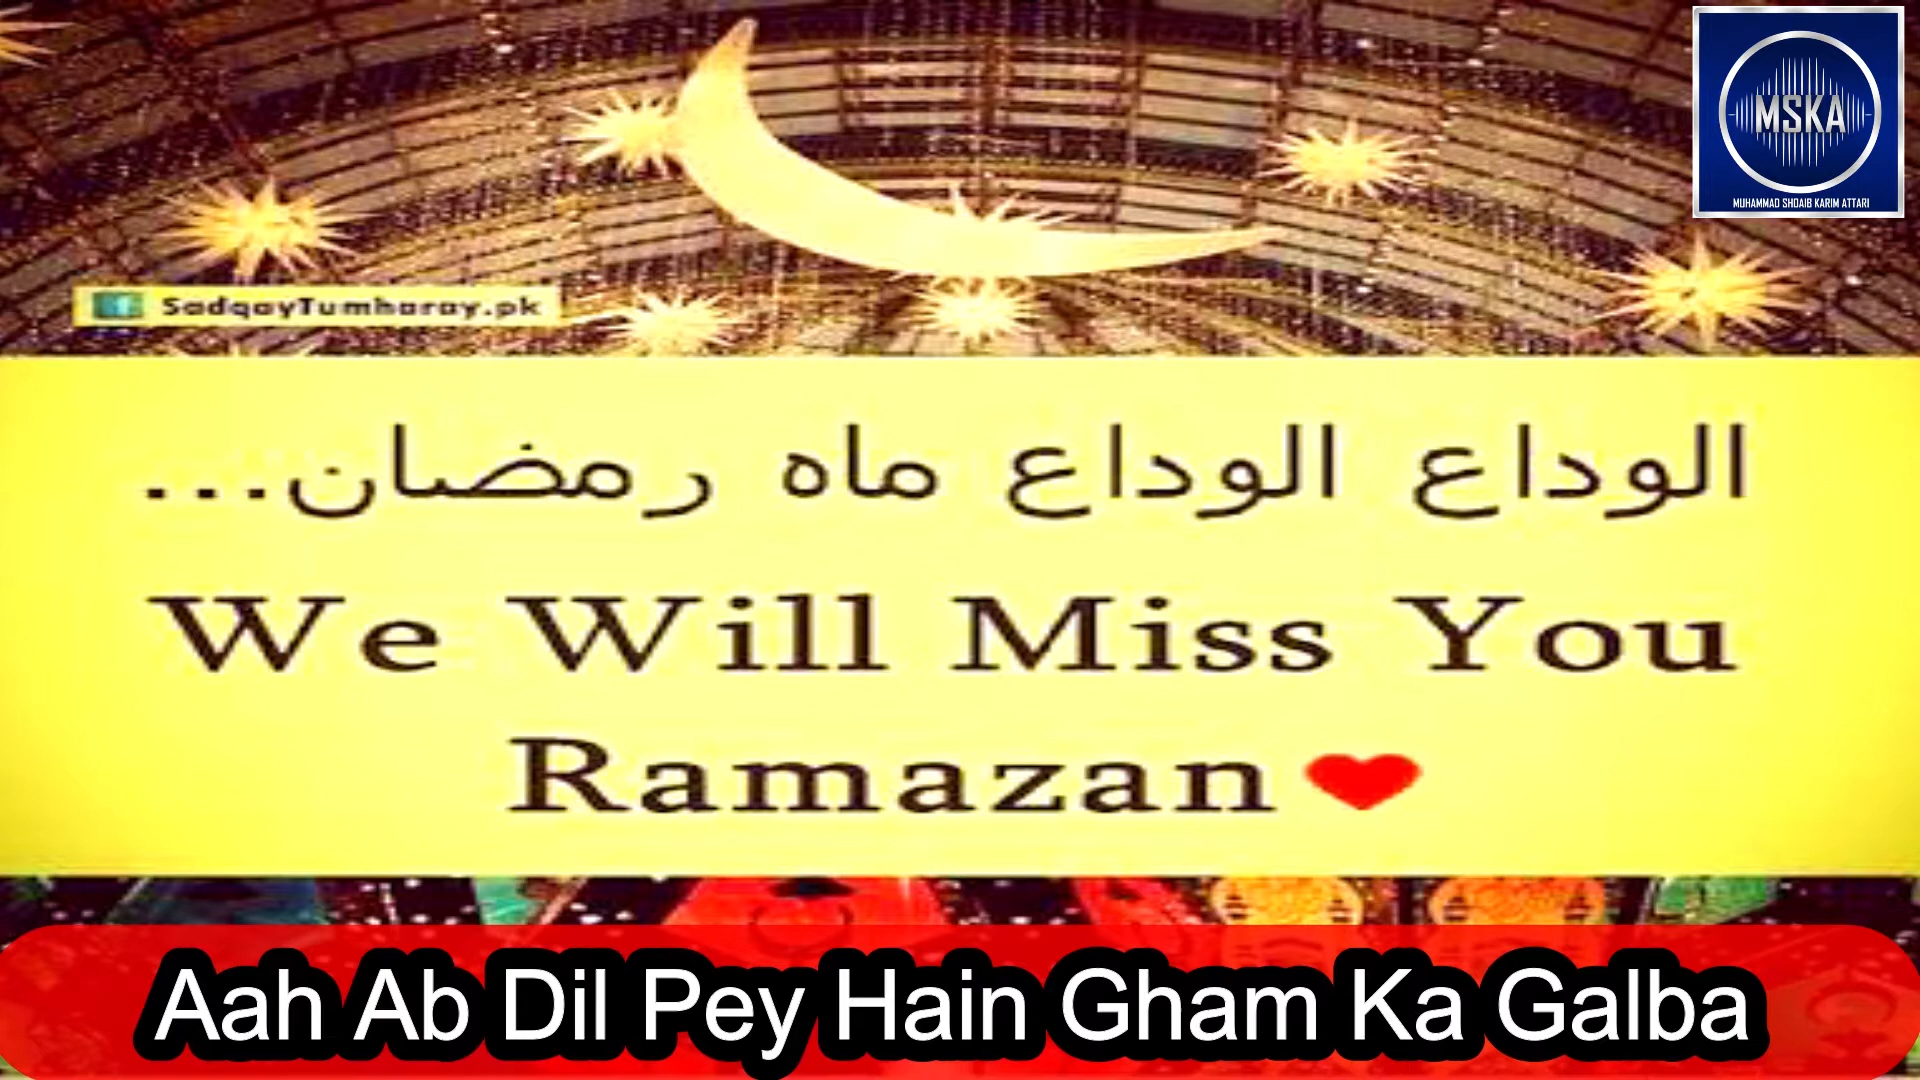 MSKA
MUHAMMAD SHOAIB KARIM ATTARI
f SadqayTumharay.pk
الوداع الوداع ماه رمضان...
We Will Miss You
Ramazan❤
Aah Ab Dil Pey Hain Gham Ka Galba